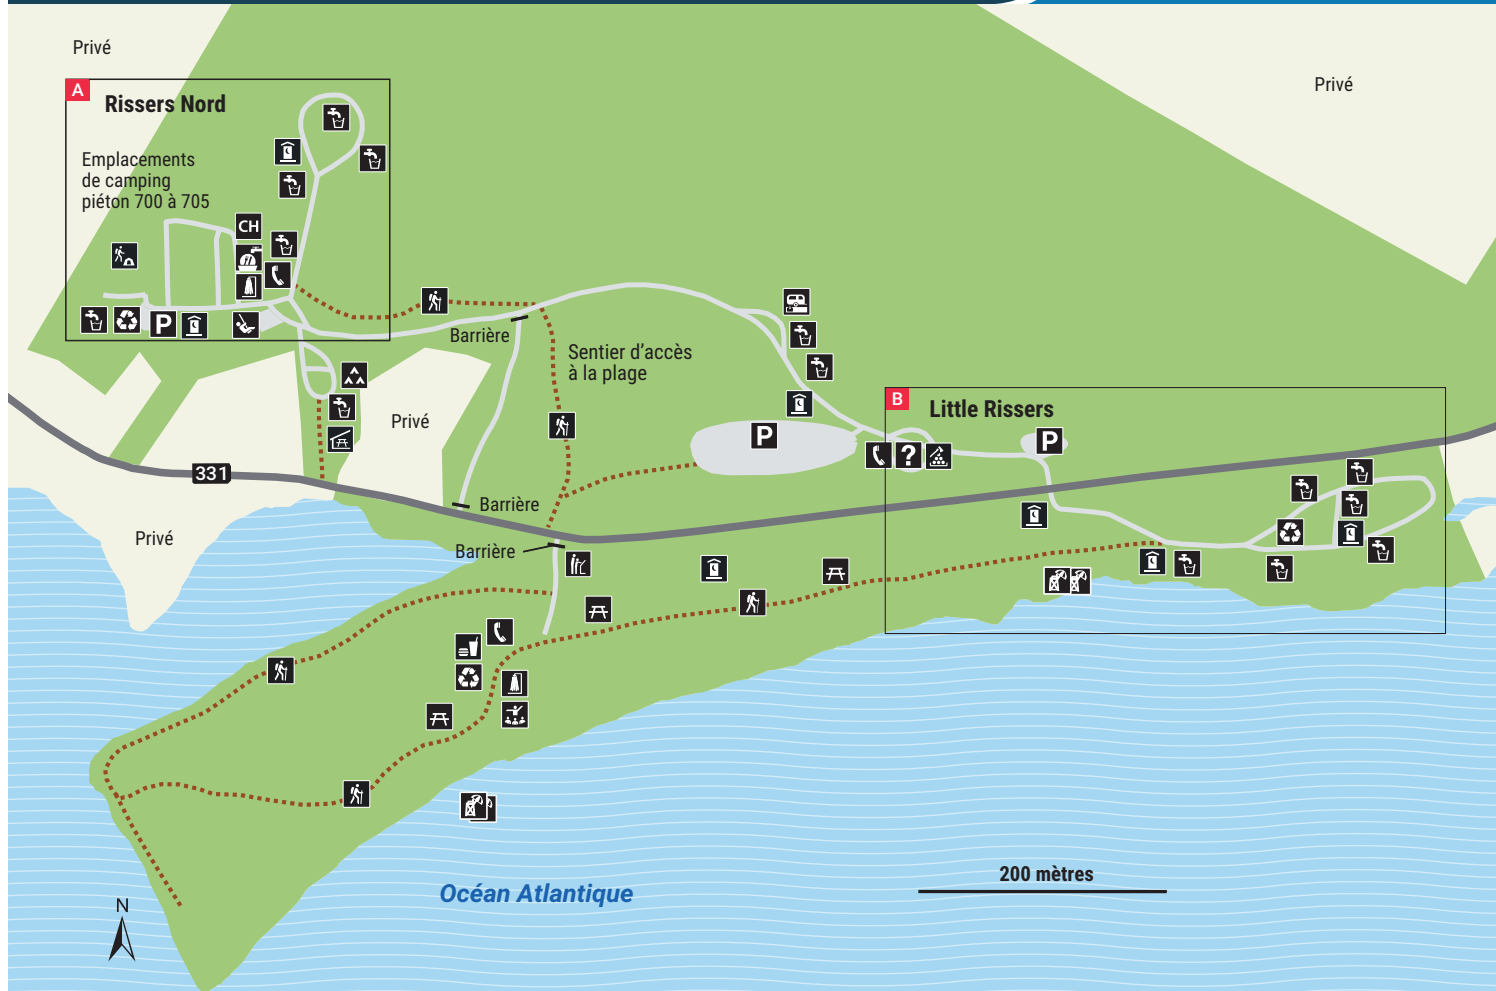 Privé
Privé
A
Rissers Nord
Emplacements
de camping
piéton 700 à 705
CH
P
Barrière
Sentier d’accès
à la plage
B
Little Rissers
Privé
P
P
?
331
Barrière
Privé
Barrière
200 mètres
Océan Atlantique
N